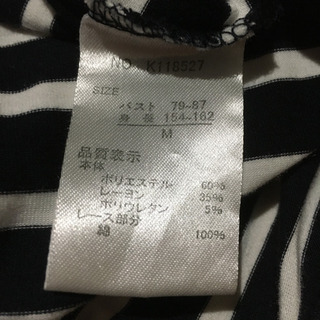 NO. K118527
SIZE
バスト 79-87
身長 154-162
M
品質表示
本体
ポリエステル 60%
レーヨン 35%
ポリウレタン 5%
レース部分
綿 100%